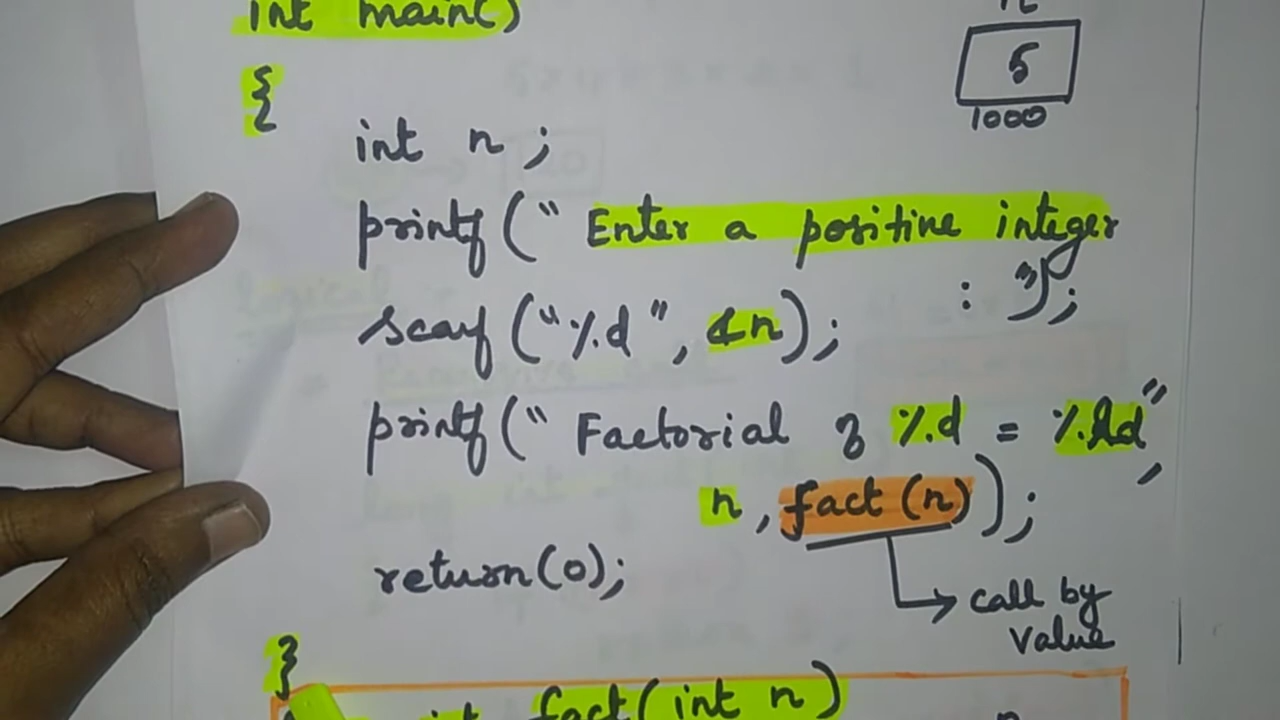 int main()
n
5
1000
{
int n ;
printf (" Enter a positive integer
: ");
scanf ("%d", &n);
printf (" Factorial of %d = %ld",
n, fact (n));
call by
value
return(0);
}
int fact(int n)
n